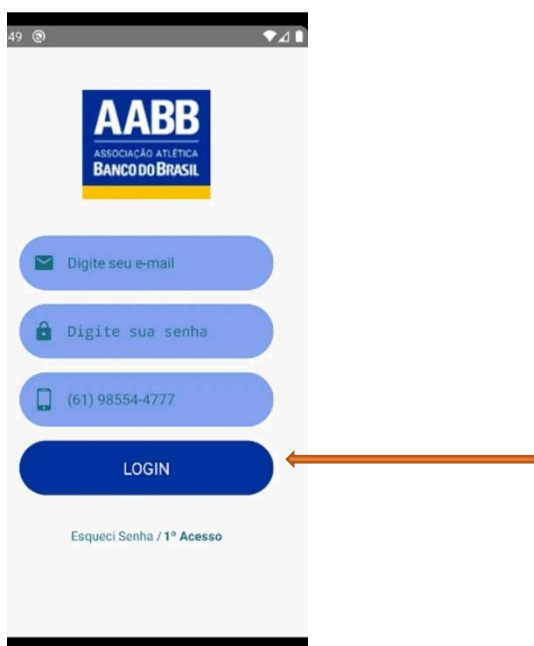 49
AABB
ASSOCIAÇÃO ATLÉTICA
BANCO DO BRASIL
Digite seu e-mail
Digite sua senha
(61) 98554-4777
LOGIN
Esqueci Senha / 1º Acesso